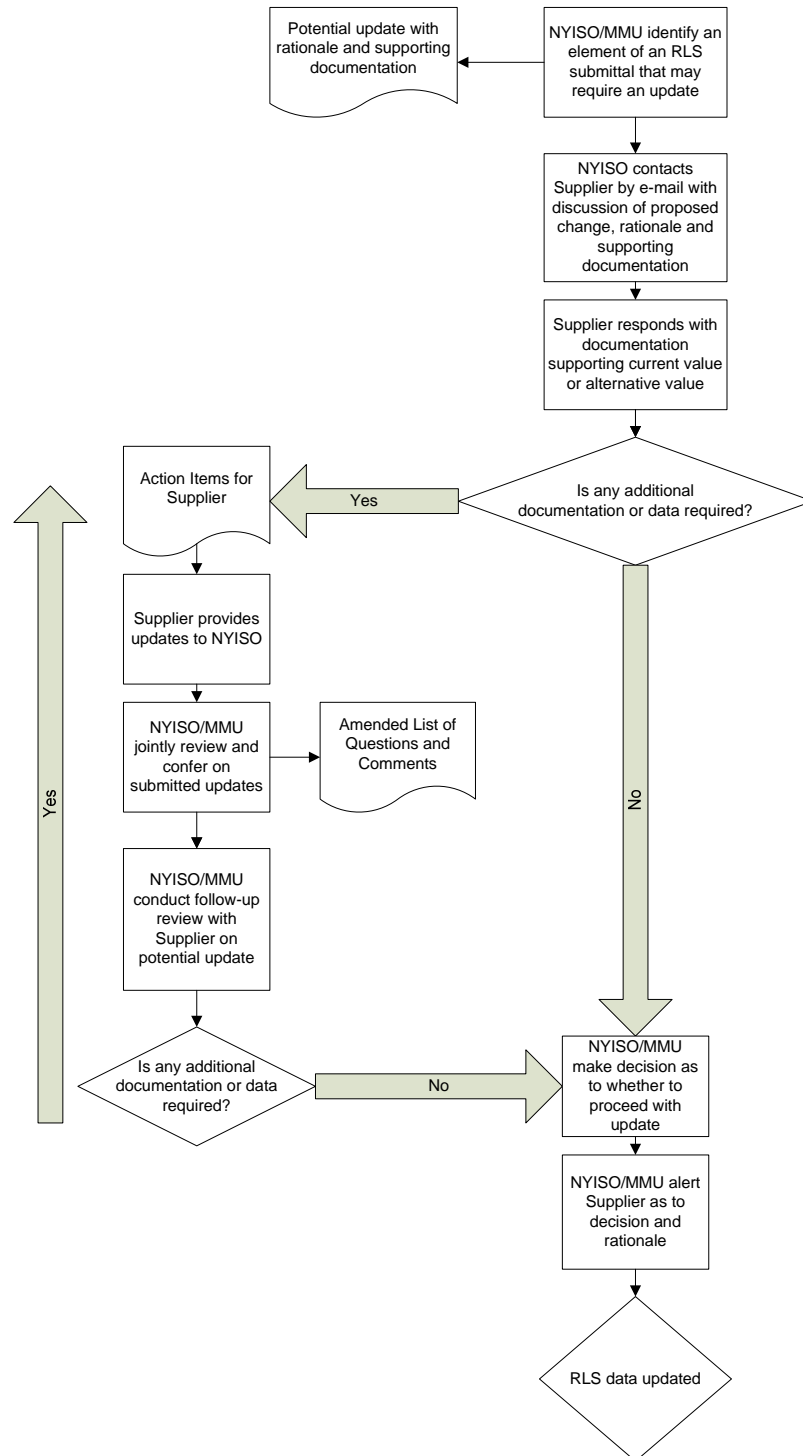 Potential update with
rationale and supporting
documentation
NYISO/MMU identify an
element of an RLS
submittal that may
require an update
NYISO contacts
Supplier by e-mail with
discussion of proposed
change, rationale and
supporting
documentation
Supplier responds with
documentation
supporting current value
or alternative value
Is any additional
documentation or data required?
Yes
Action Items for
Supplier
Supplier provides
updates to NYISO
NYISO/MMU
jointly review and
confer on
submitted updates
Amended List of
Questions and
Comments
NYISO/MMU
conduct follow-up
review with
Supplier on
potential update
Is any additional
documentation or data
required?
Yes
No
No
NYISO/MMU
make decision as
to whether to
proceed with
update
NYISO/MMU alert
Supplier as to
decision and
rationale
RLS data updated